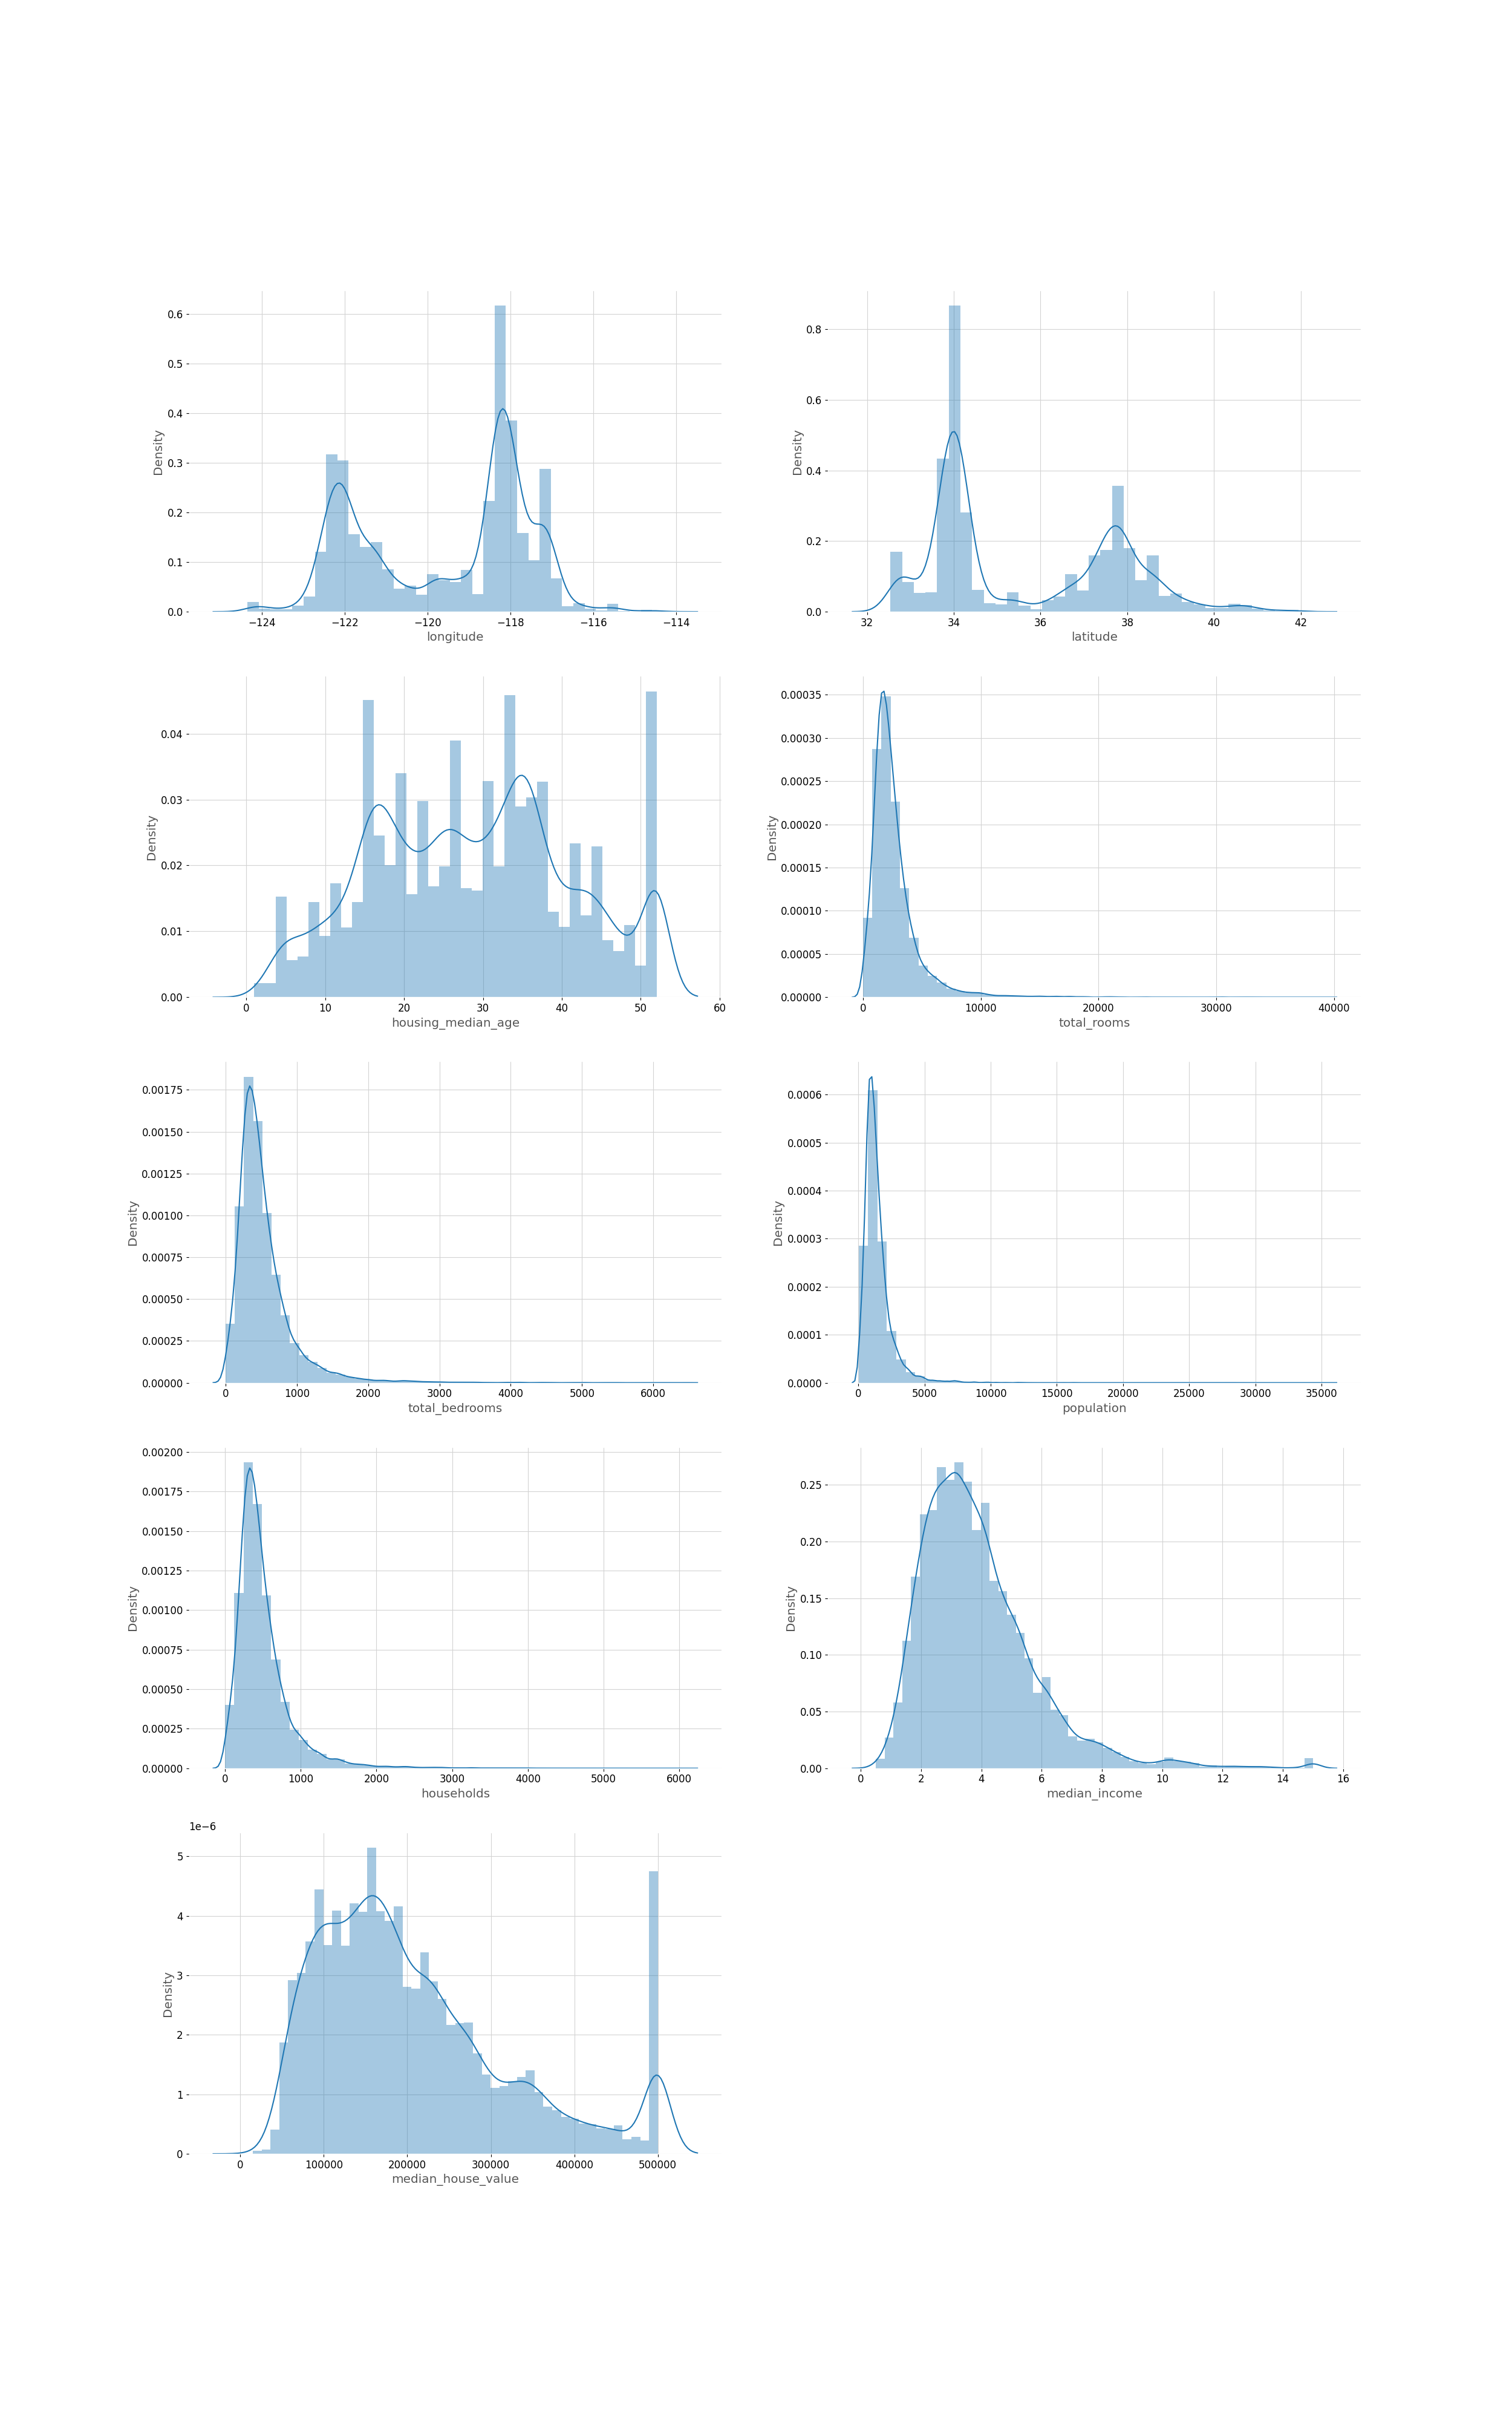 0.6
0.5
0.4
0.3
0.2
0.1
0.0
Density
−124 −122 −120 −118 −116 −114
longitude
0.8
0.6
0.4
0.2
0.0
Density
32 34 36 38 40 42
latitude
0.04
0.03
0.02
0.01
0.00
Density
0 10 20 30 40 50 60
housing_median_age
0.00035
0.00030
0.00025
0.00020
0.00015
0.00010
0.00005
0.00000
Density
0 10000 20000 30000 40000
total_rooms
0.00175
0.00150
0.00125
0.00100
0.00075
0.00050
0.00025
0.00000
Density
0 1000 2000 3000 4000 5000 6000
total_bedrooms
0.0006
0.0005
0.0004
0.0003
0.0002
0.0001
0.0000
Density
0 5000 10000 15000 20000 25000 30000 35000
population
0.00200
0.00175
0.00150
0.00125
0.00100
0.00075
0.00050
0.00025
0.00000
Density
0 1000 2000 3000 4000 5000 6000
households
0.25
0.20
0.15
0.10
0.05
0.00
Density
0 2 4 6 8 10 12 14 16
median_income
1e−6
5
4
3
2
1
0
Density
0 100000 200000 300000 400000 500000
median_house_value